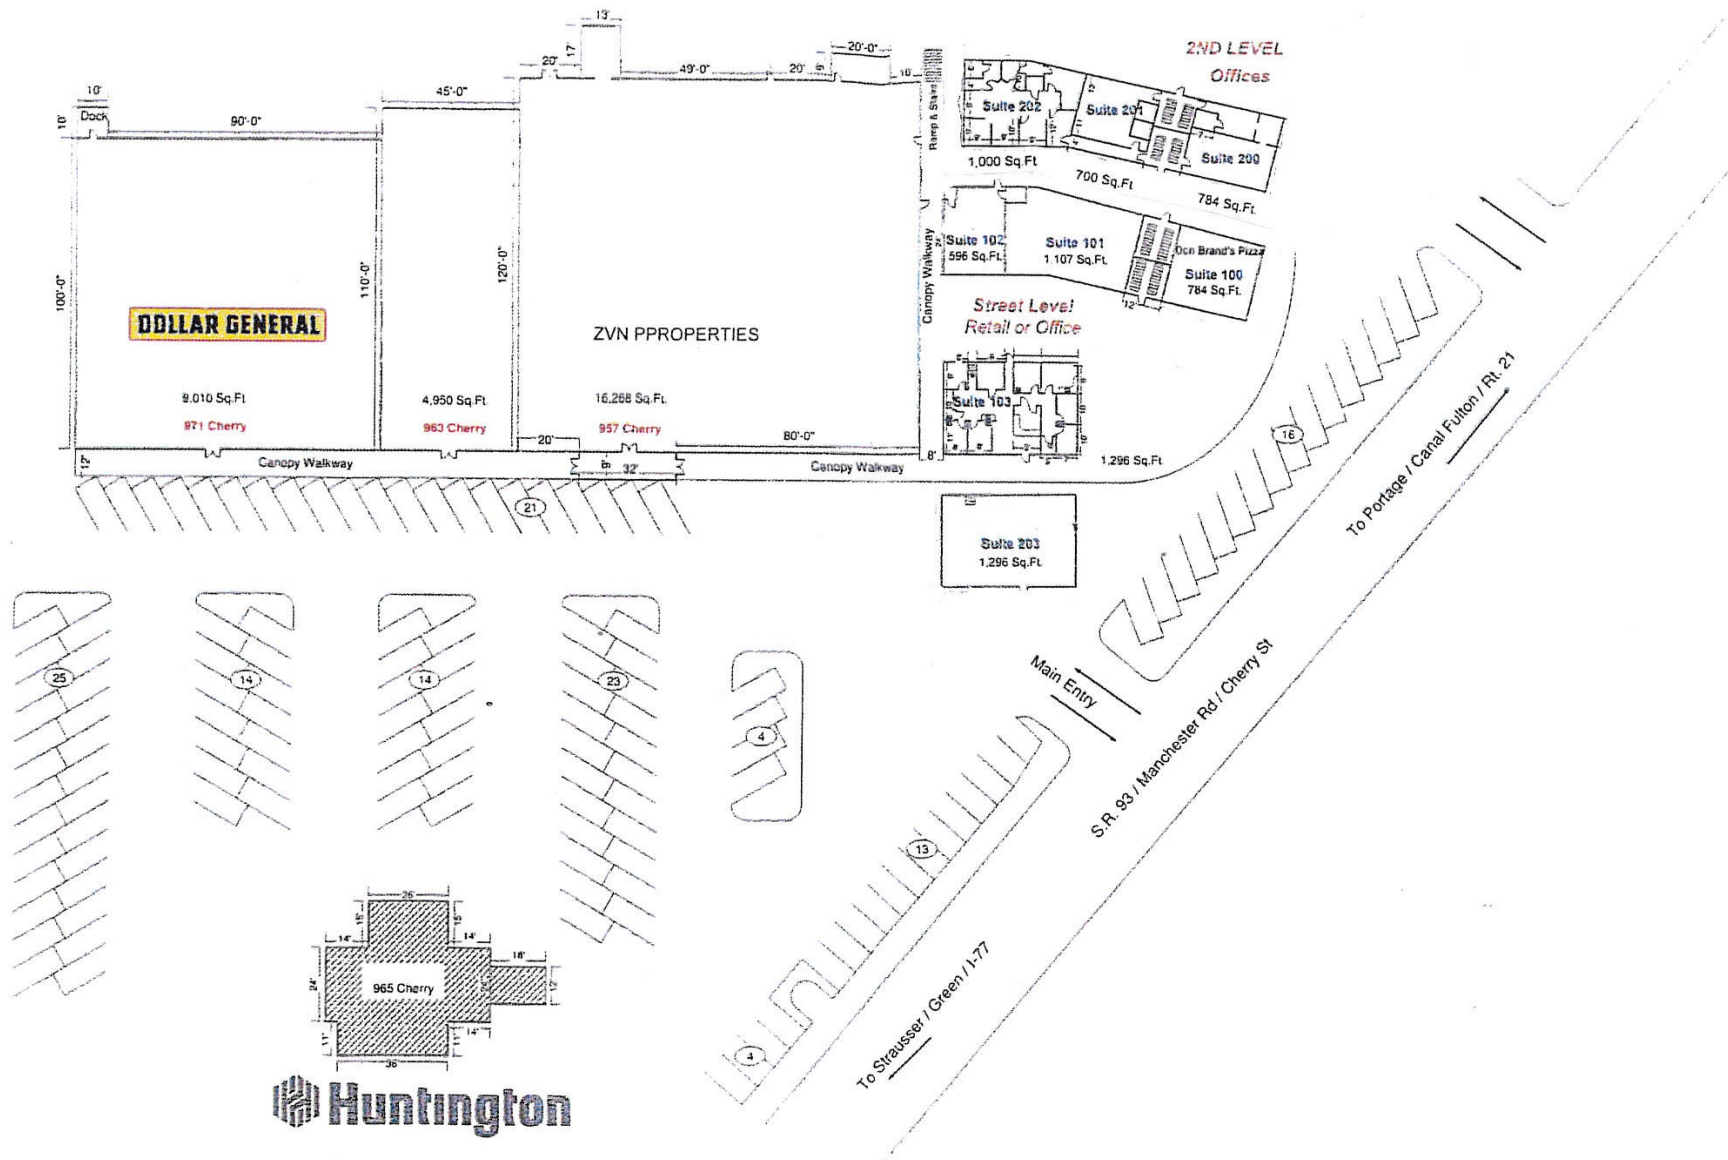 13'
17'
20'
49'-0"
20'
20'-0"
2ND LEVEL
Offices
10'
Dock
10'
90'-0"
45'-0"
Ramp & Stairs
Suite 202
Suite 201
Suite 200
1,000 Sq.Ft.
700 Sq.Ft.
784 Sq.Ft.
100'-0"
110'-0"
120'-0"
Canopy Walkway
Suite 102
596 Sq.Ft.
Suite 101
1,107 Sq.Ft.
Don Brand's Pizza
Suite 100
784 Sq.Ft.
12'
Street Level
Retail or Office
DOLLAR GENERAL
ZVN PPROPERTIES
9,010 Sq.Ft.
971 Cherry
4,950 Sq.Ft.
963 Cherry
16,268 Sq.Ft.
957 Cherry
Suite 103
1,296 Sq.Ft.
12'
Canopy Walkway
20'
32'
80'-0"
Canopy Walkway
8'
21
16
Suite 203
1,296 Sq.Ft.
To Portage / Canal Fulton / Rt. 21
25
14
14
23
4
Main Entry
S.R. 93 / Manchester Rd / Cherry St
13
4
To Strausser / Green / I-77
26'
15'
15'
14'
14'
18'
24'
12'
965 Cherry
11'
11'
14'
36'
Huntington